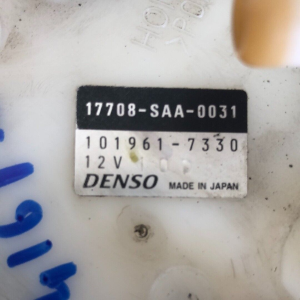 17708-SAA-0031
101961-7330
12V
DENSO MADE IN JAPAN